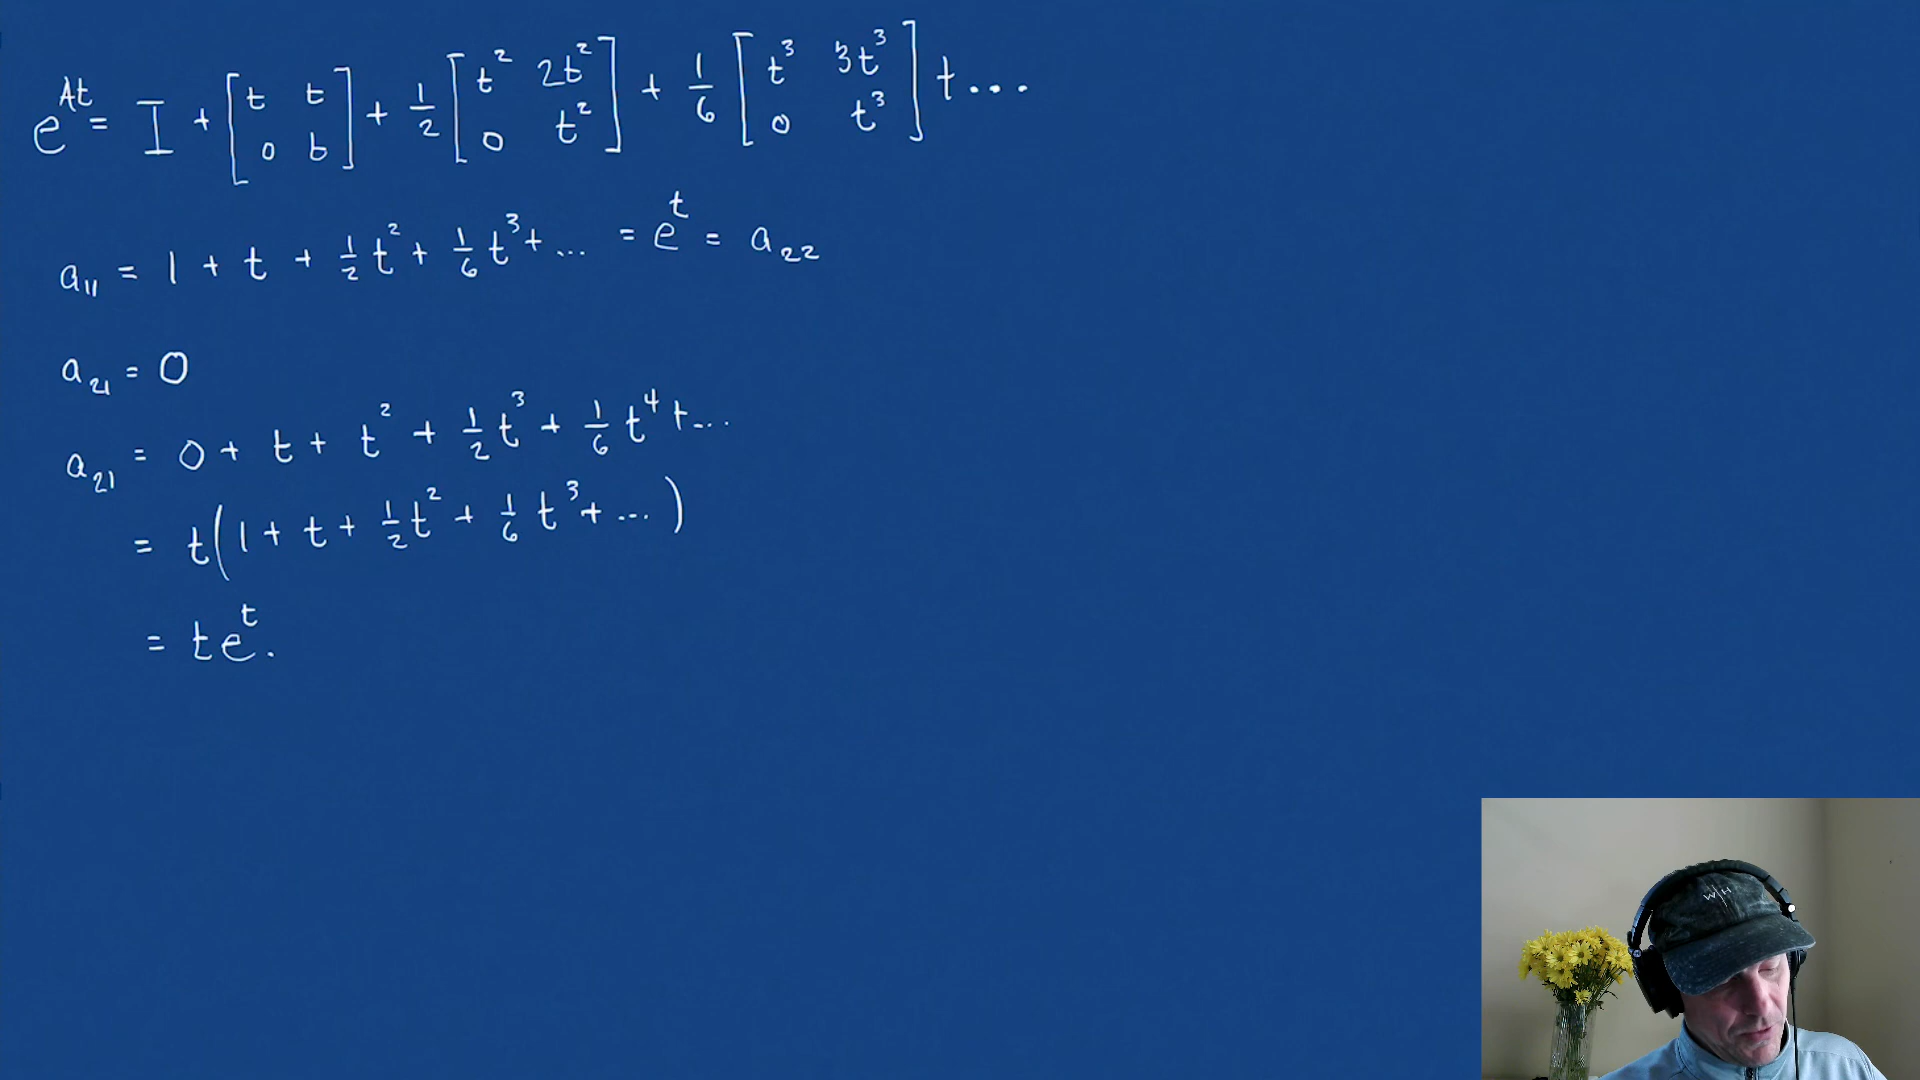 e^{At} = I + [t t; 0 t] + 1/2 [t² 2t²; 0 t²] + 1/6 [t³ 3t³; 0 t³] + ...
a₁₁ = 1 + t + 1/2 t² + 1/6 t³ + ... = e^t = a₂₂
a₂₁ = 0
a₂₁ = 0 + t + t² + 1/2 t³ + 1/6 t⁴ + ...
= t(1 + t + 1/2 t² + 1/6 t³ + ...)
= te^t.
W|H